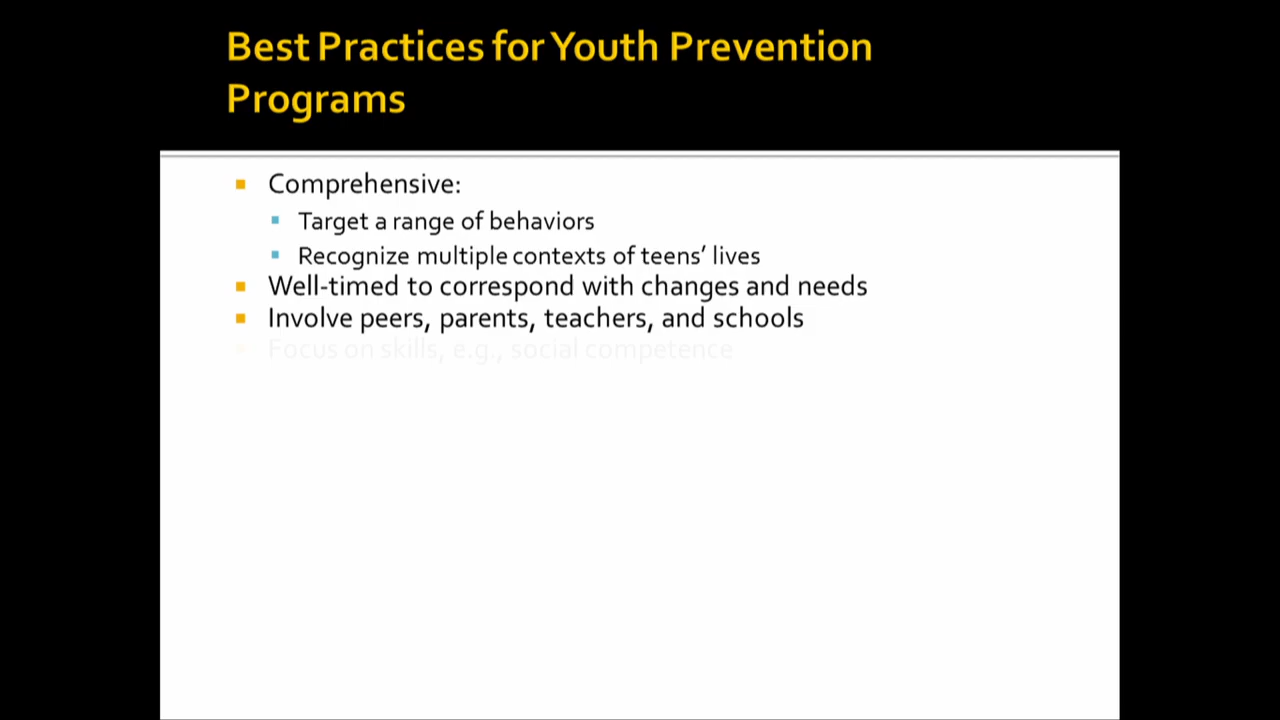 Best Practices for Youth Prevention
Programs
Comprehensive:
Target a range of behaviors
Recognize multiple contexts of teens’ lives
Well-timed to correspond with changes and needs
Involve peers, parents, teachers, and schools
Focus on skills, e.g., social competence